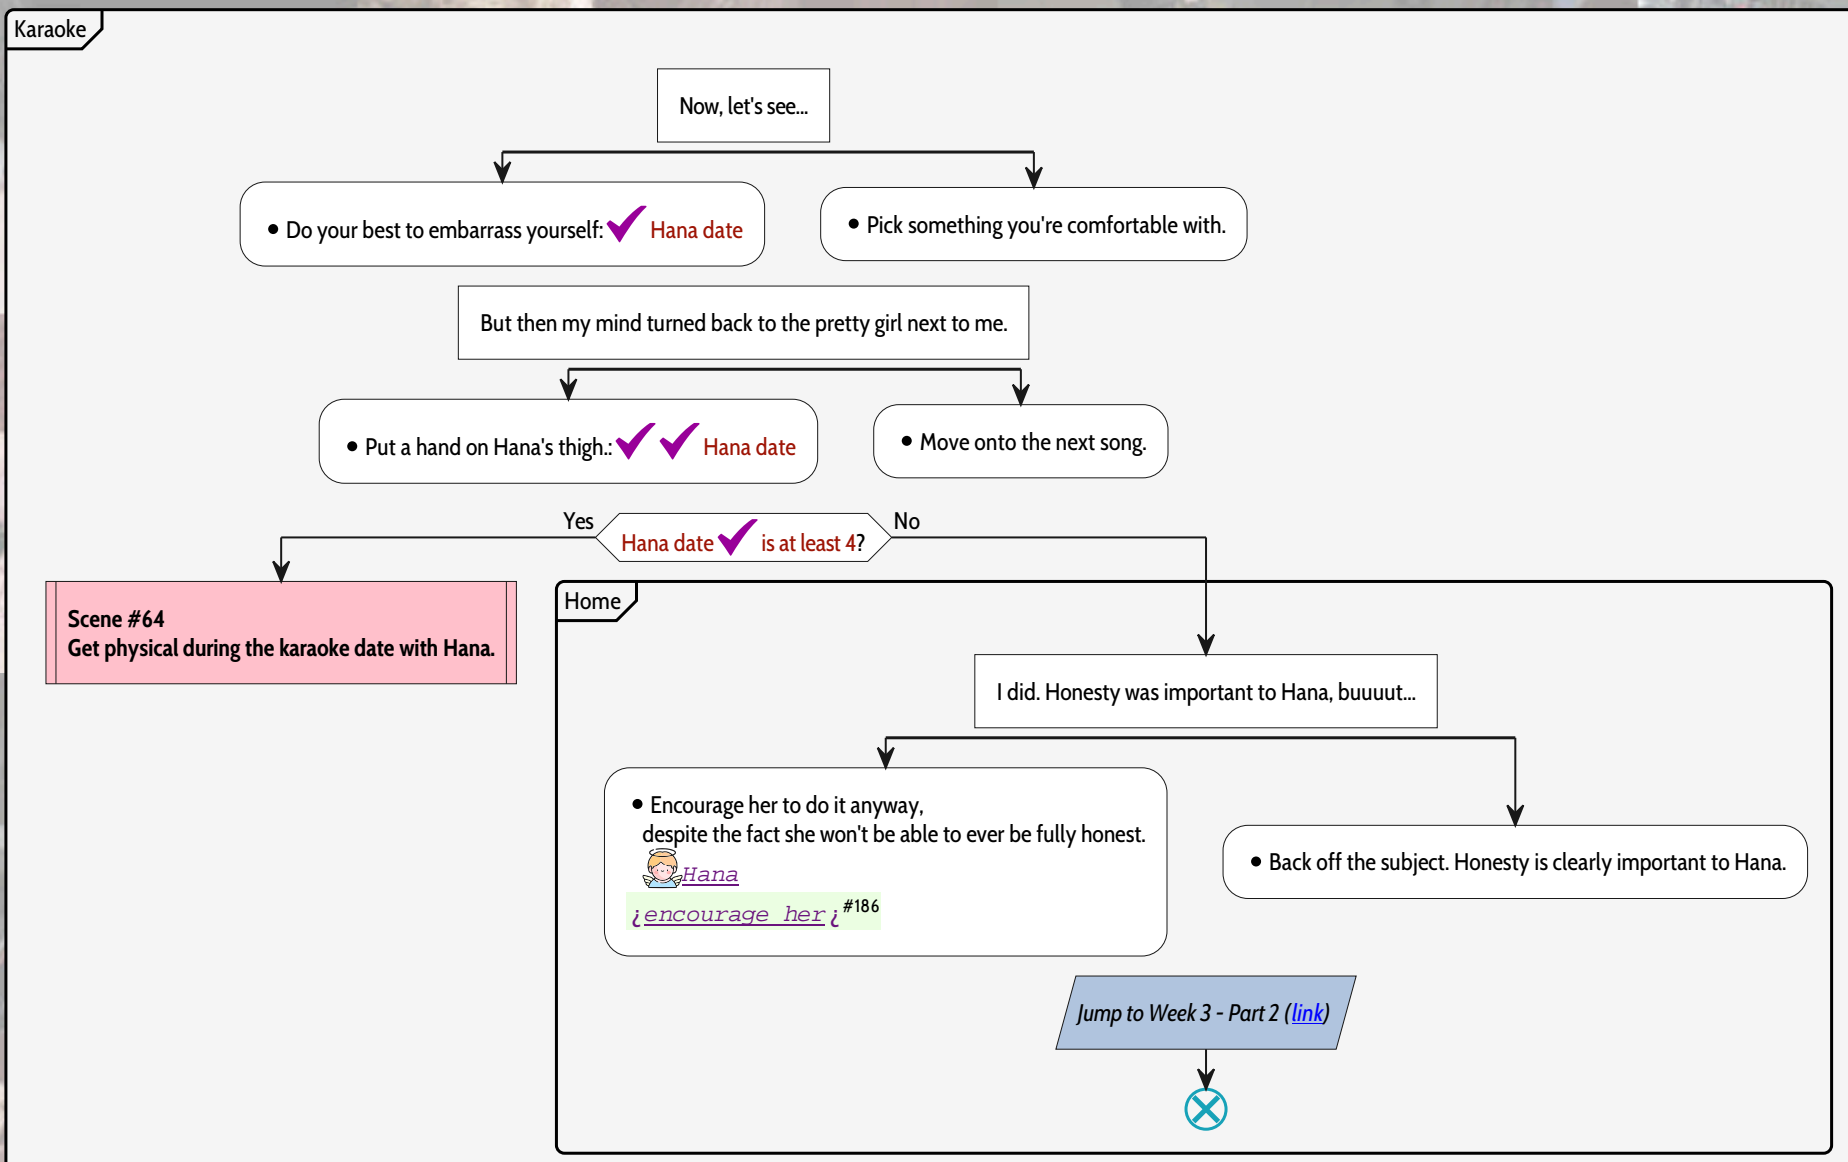 Karaoke
Now, let's see...
• Do your best to embarrass yourself: Hana date
• Pick something you're comfortable with.
But then my mind turned back to the pretty girl next to me.
• Put a hand on Hana's thigh.: Hana date
• Move onto the next song.
Yes
Hana date is at least 4?
No
Scene #64
Get physical during the karaoke date with Hana.
Home
I did. Honesty was important to Hana, buuuut...
• Encourage her to do it anyway,
despite the fact she won't be able to ever be fully honest.
Hana
¿encourage her¿ #186
• Back off the subject. Honesty is clearly important to Hana.
Jump to Week 3 - Part 2 (link)